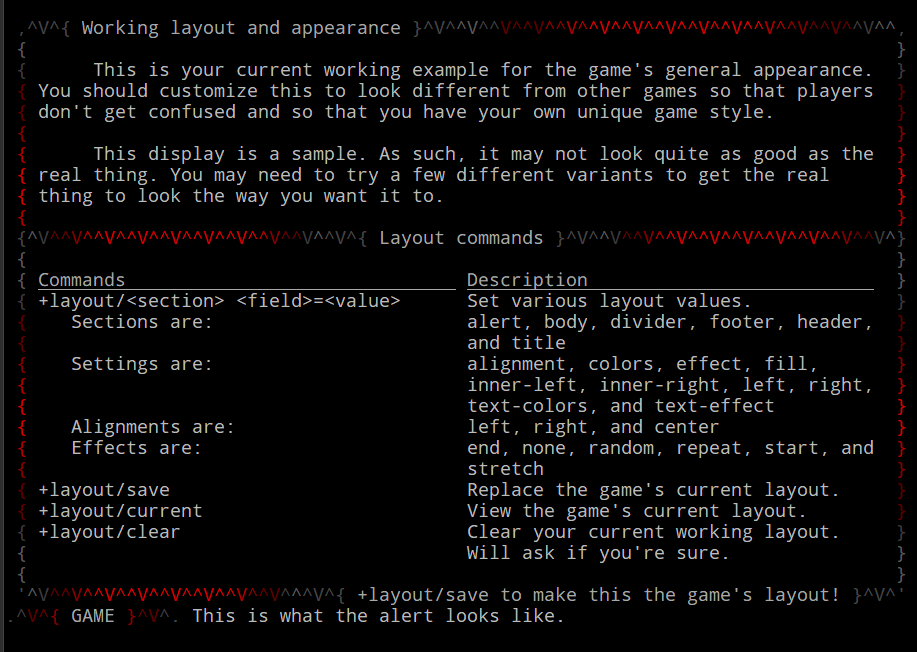 ,^V^{ Working layout and appearance }^V^^V^^V^^V^^V^^V^^V^^V^^V^^V^^V^^V^^V^^V^^V^^,
{ }
{ This is your current working example for the game's general appearance. }
{ You should customize this to look different from other games so that players }
{ don't get confused and so that you have your own unique game style. }
{ }
{ This display is a sample. As such, it may not look quite as good as the }
{ real thing. You may need to try a few different variants to get the real }
{ thing to look the way you want it to. }
{ }
{^V^^V^^V^^V^^V^^V^^V^^V^^V^^V^{ Layout commands }^V^^V^^V^^V^^V^^V^^V^^V^^V^^V^}
{ }
{ Commands Description }
{ +layout/<section> <field>=<value> Set various layout values. }
{ Sections are: alert, body, divider, footer, header, }
{ and title }
{ Settings are: alignment, colors, effect, fill, }
{ inner-left, inner-right, left, right, }
{ text-colors, and text-effect }
{ Alignments are: left, right, and center }
{ Effects are: end, none, random, repeat, start, and }
{ stretch }
{ +layout/save Replace the game's current layout. }
{ +layout/current View the game's current layout. }
{ +layout/clear Clear your current working layout. }
{ Will ask if you're sure. }
{ }
'^V^^V^^V^^V^^V^^V^^V^^V^^V^^^V^{ +layout/save to make this the game's layout! }^V^'
.^V^{ GAME }^V^. This is what the alert looks like.